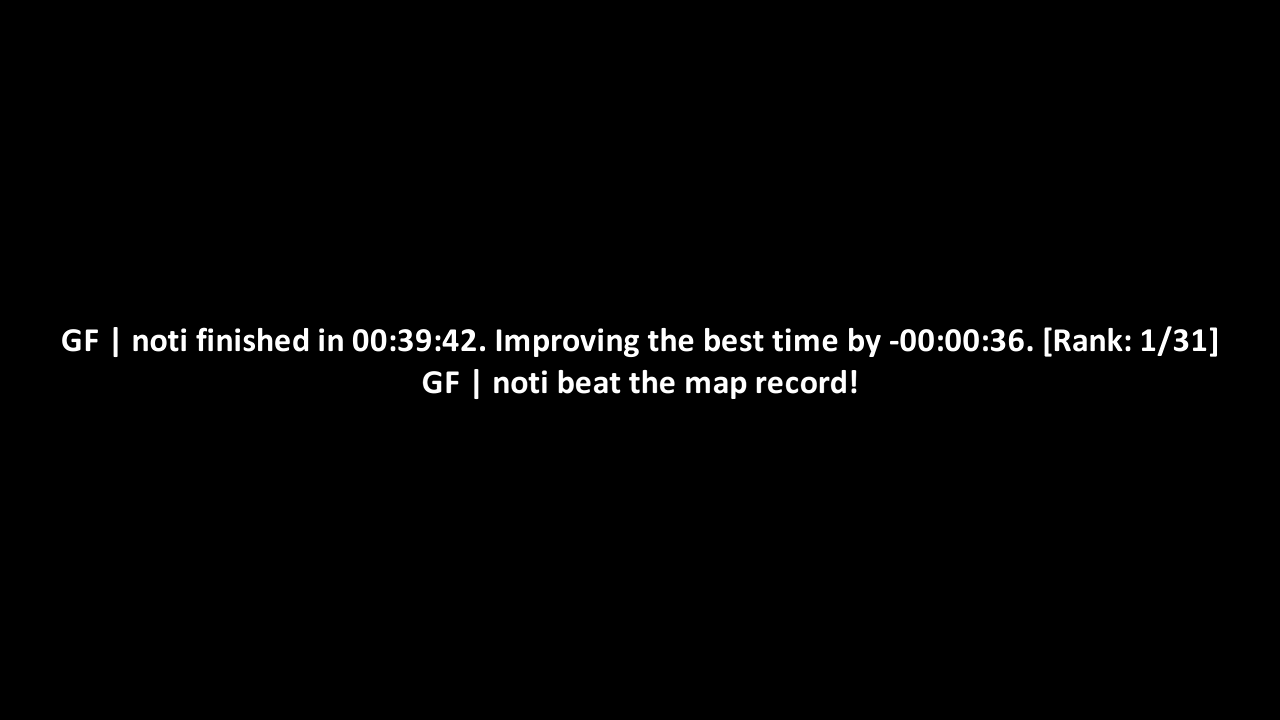 GF | noti finished in 00:39:42. Improving the best time by -00:00:36. [Rank: 1/31]
GF | noti beat the map record!